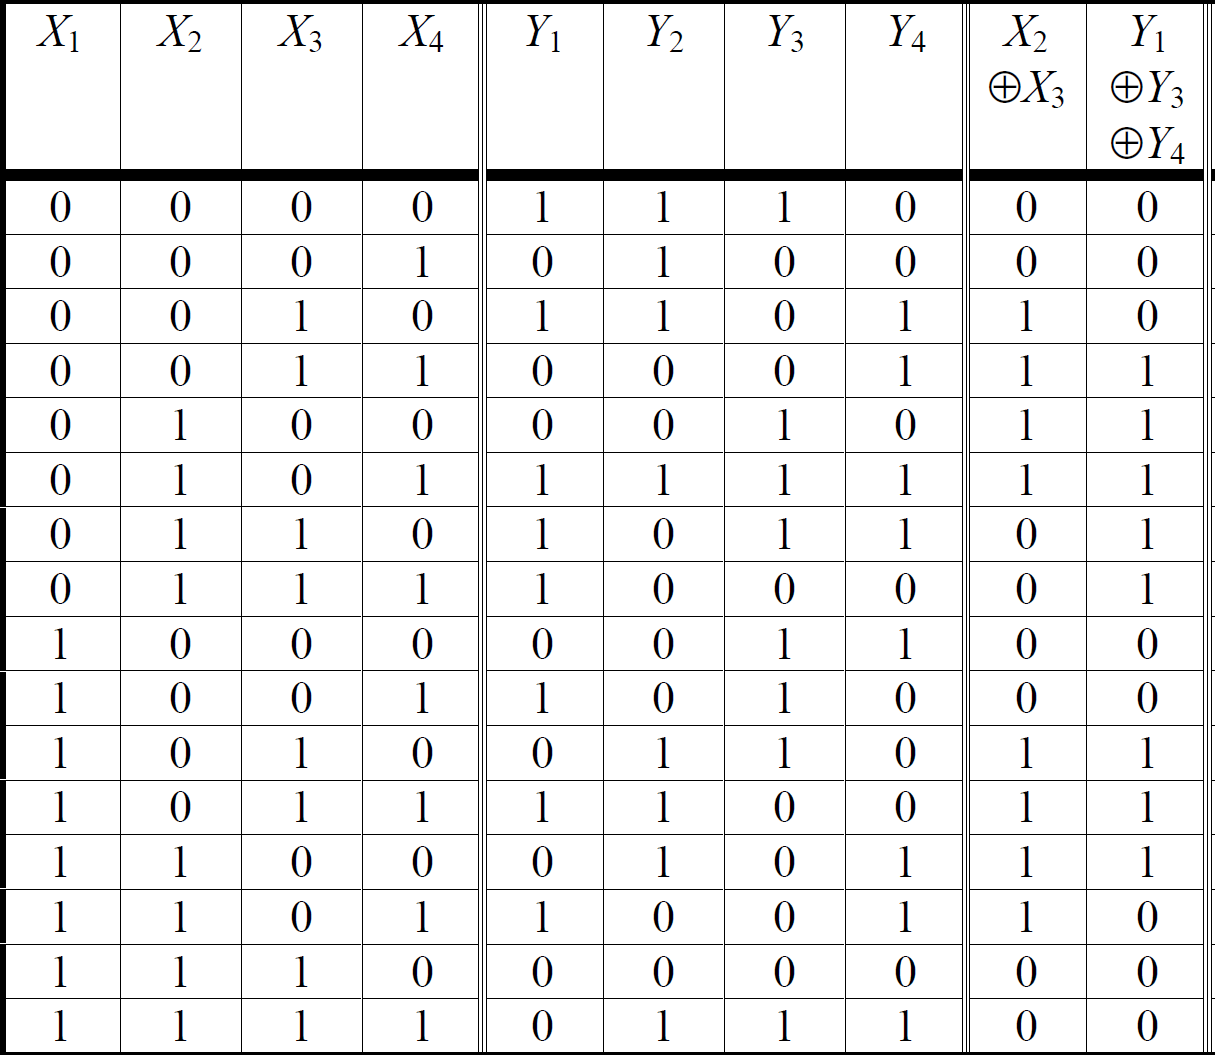 X₁ X₂ X₃ X₄ Y₁ Y₂ Y₃ Y₄ X₂ Y₁
⊕X₃ ⊕Y₃
⊕Y₄
0 0 0 0 1 1 1 0 0 0
0 0 0 1 0 1 0 0 0 0
0 0 1 0 1 1 0 1 1 0
0 0 1 1 0 0 0 1 1 1
0 1 0 0 0 0 1 0 1 1
0 1 0 1 1 1 1 1 1 1
0 1 1 0 1 0 1 1 0 1
0 1 1 1 1 0 0 0 0 1
1 0 0 0 0 0 1 1 0 0
1 0 0 1 1 0 1 0 0 0
1 0 1 0 0 1 1 0 1 1
1 0 1 1 1 1 0 0 1 1
1 1 0 0 0 1 0 1 1 1
1 1 0 1 1 0 0 1 1 0
1 1 1 0 0 0 0 0 0 0
1 1 1 1 0 1 1 1 0 0